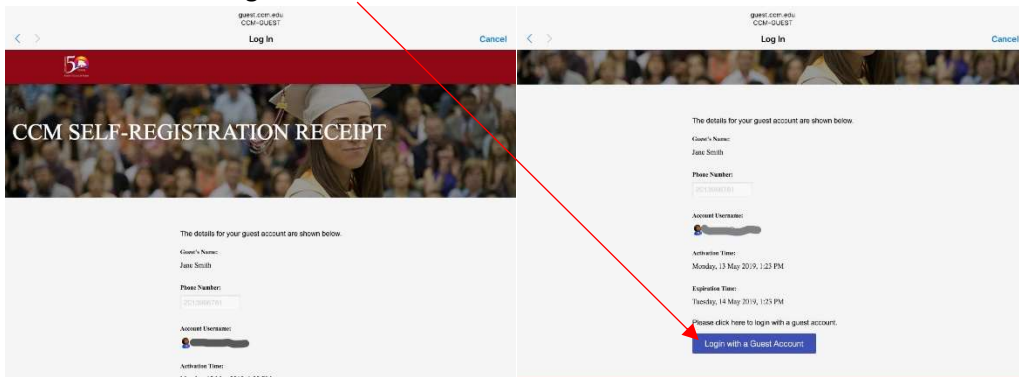 guest.ccm.edu
CCM-GUEST
Log In
Cancel
50
CCM SELF-REGISTRATION RECEIPT
The details for your guest account are shown below.
Guest's Name:
Jane Smith
Phone Number:
Account Username:
Activation Time:
guest.ccm.edu
CCM-GUEST
Log In
Cancel
The details for your guest account are shown below.
Guest's Name:
Jane Smith
Phone Number:
Account Username:
Activation Time:
Monday, 13 May 2019, 1:23 PM
Expiration Time:
Tuesday, 14 May 2019, 1:23 PM
Please click here to login with a guest account.
Login with a Guest Account